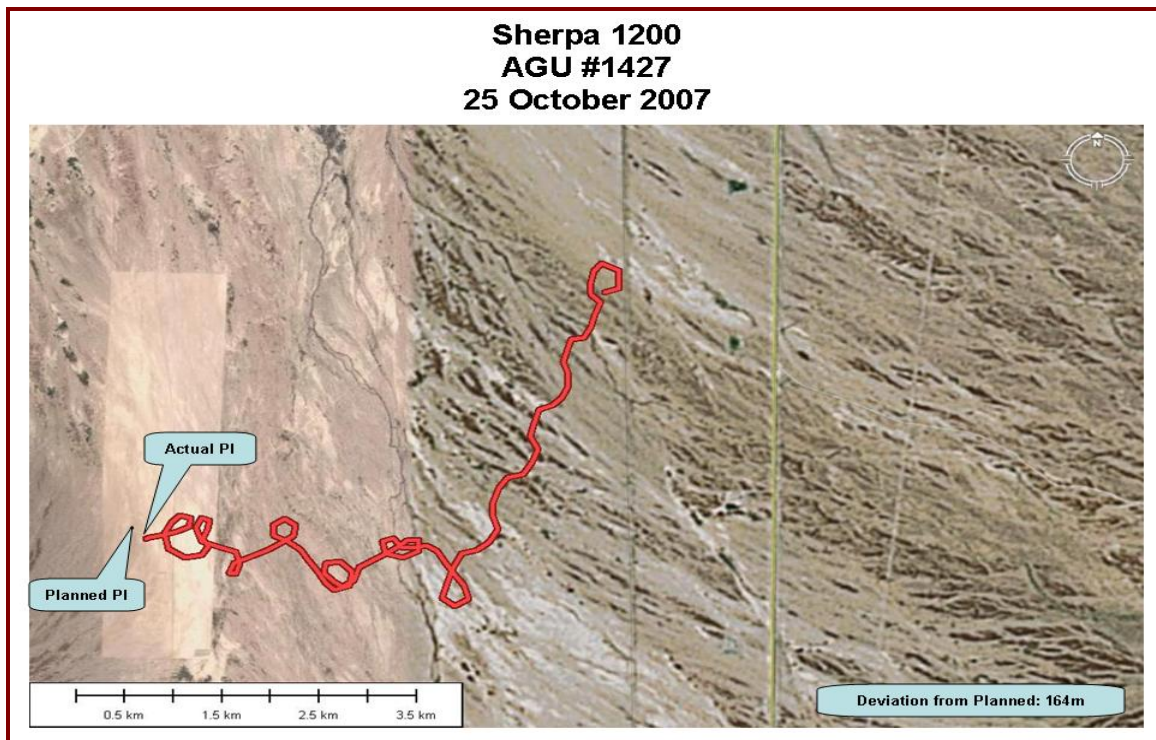 Sherpa 1200
AGU #1427
25 October 2007
N
Actual PI
Planned PI
0.5 km 1.5 km 2.5 km 3.5 km
Deviation from Planned: 164m